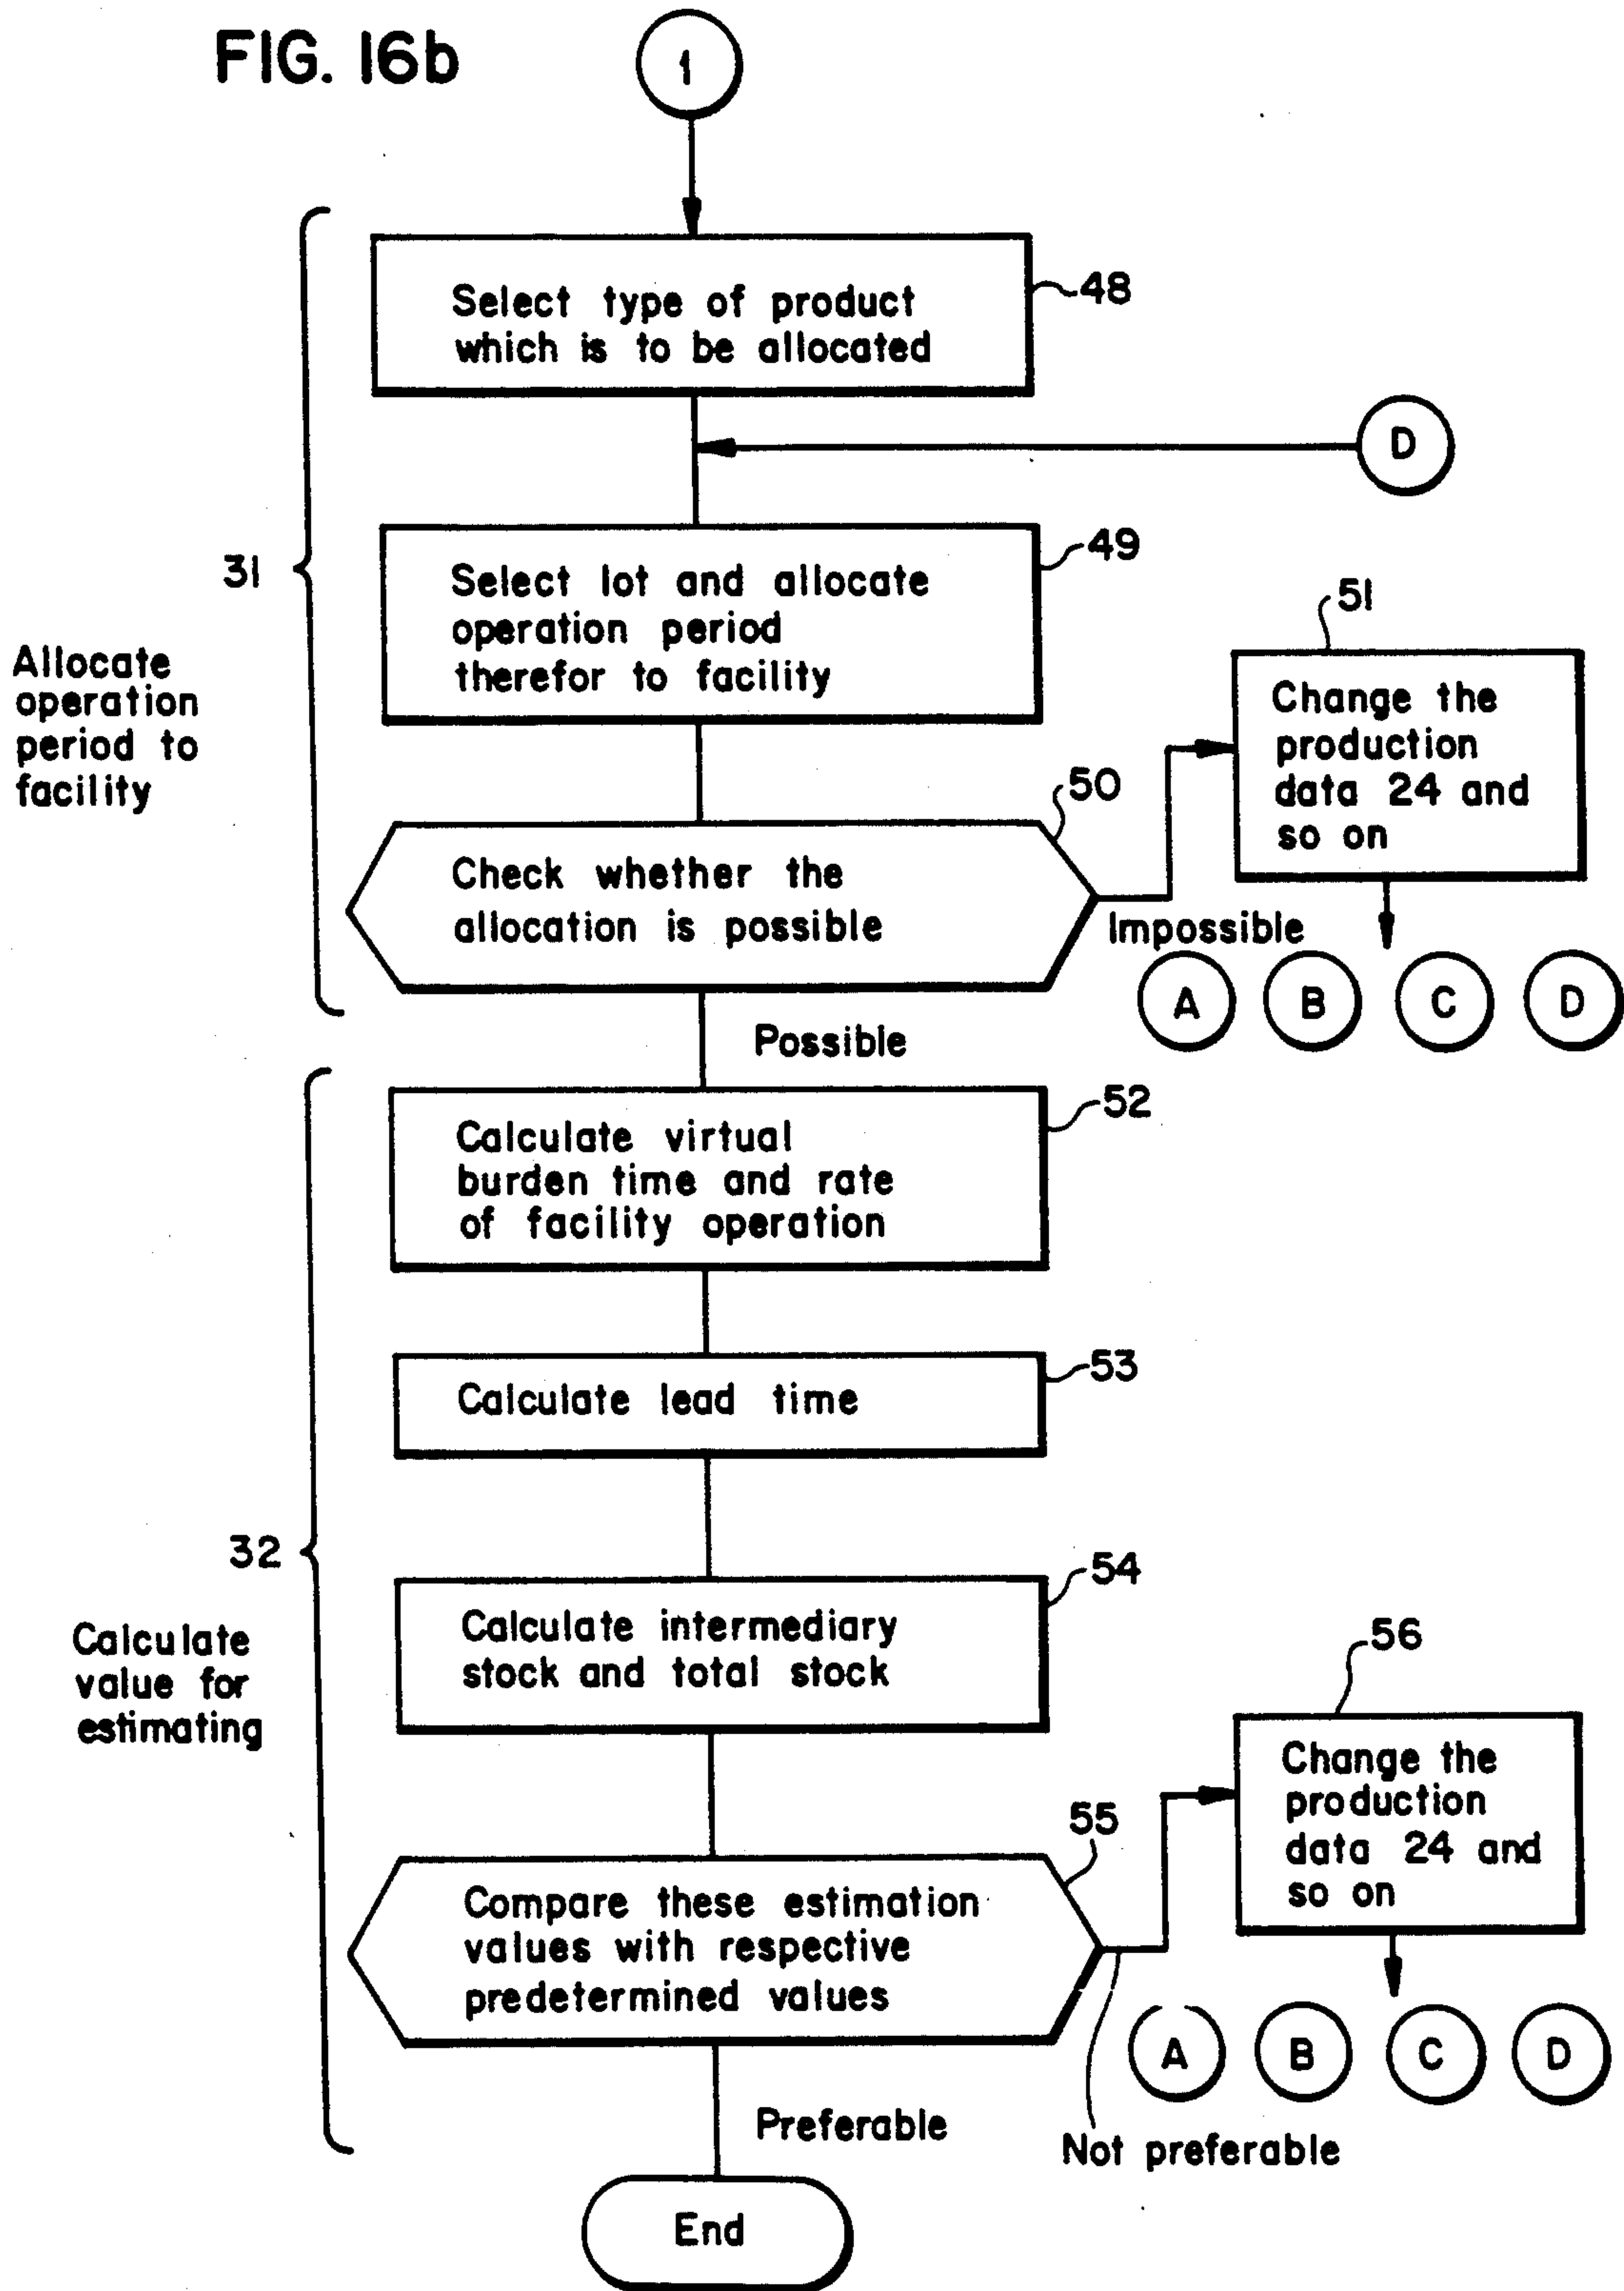 FIG. 16b
1
Select type of product
which is to be allocated
48
D
31
Allocate
operation
period to
facility
Select lot and allocate
operation period
therefor to facility
49
51
Change the
production
data 24 and
so on
50
Check whether the
allocation is possible
Impossible
A B C D
Possible
52
Calculate virtual
burden time and rate
of facility operation
53
Calculate lead time
32
Calculate
value for
estimating
54
Calculate intermediary
stock and total stock
56
Change the
production
data 24 and
so on
55
Compare these estimation
values with respective
predetermined values
A B C D
Preferable
Not preferable
End